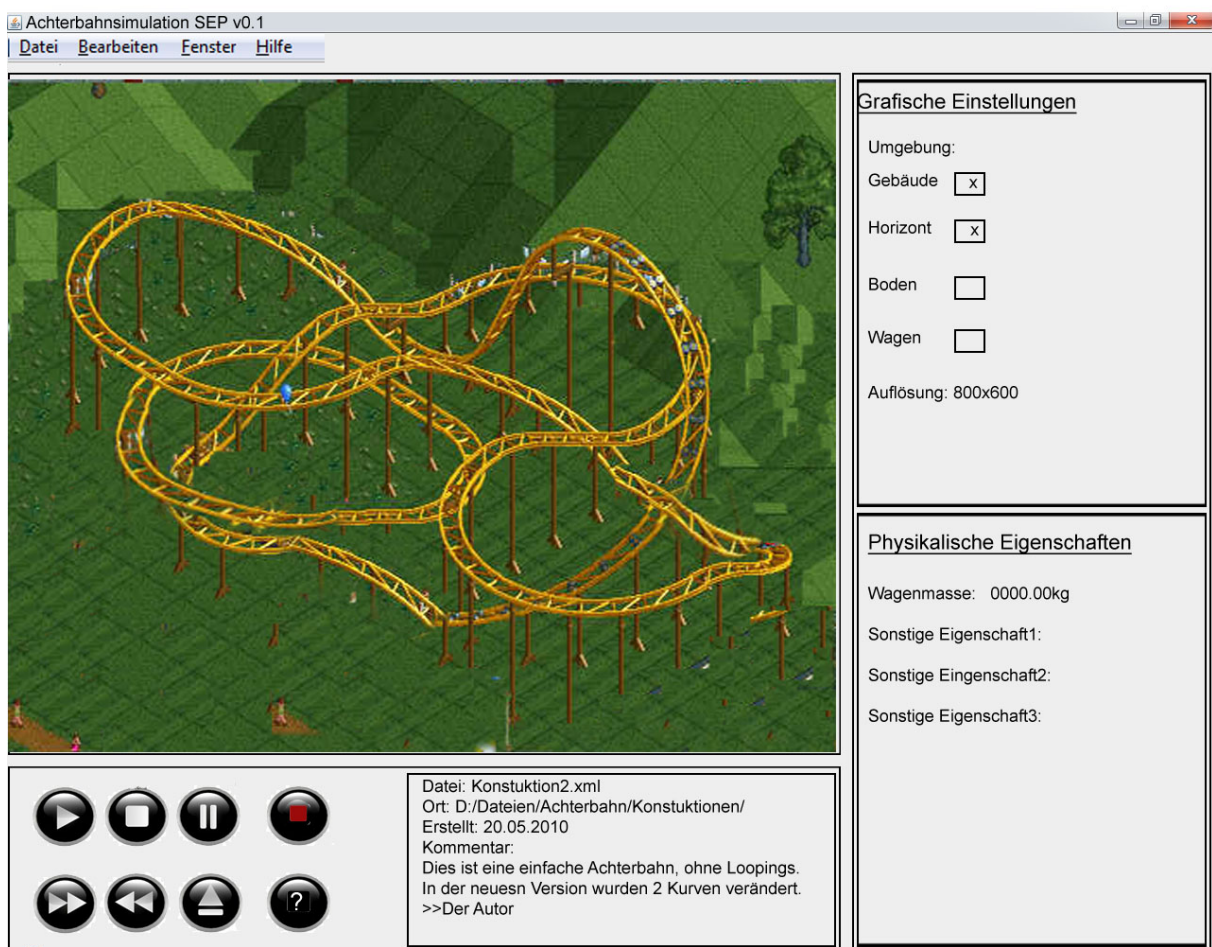 Achterbahnsimulation SEP v0.1
Datei Bearbeiten Fenster Hilfe
Grafische Einstellungen
Umgebung:
Gebäude x
Horizont x
Boden
Wagen
Auflösung: 800x600
Physikalische Eigenschaften
Wagenmasse: 0000.00kg
Sonstige Eigenschaft1:
Sonstige Eingenschaft2:
Sonstige Eigenschaft3:
Datei: Konstuktion2.xml
Ort: D:/Dateien/Achterbahn/Konstuktionen/
Erstellt: 20.05.2010
Kommentar:
Dies ist eine einfache Achterbahn, ohne Loopings.
In der neuesn Version wurden 2 Kurven verändert.
>>Der Autor
?